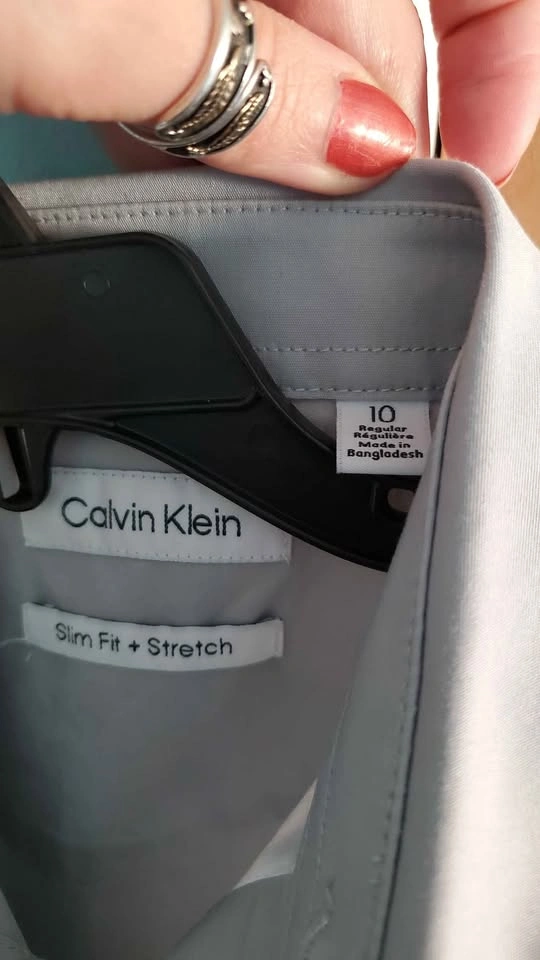 10
Regular
Régulière
Made in
Bangladesh
Calvin Klein
Slim Fit + Stretch